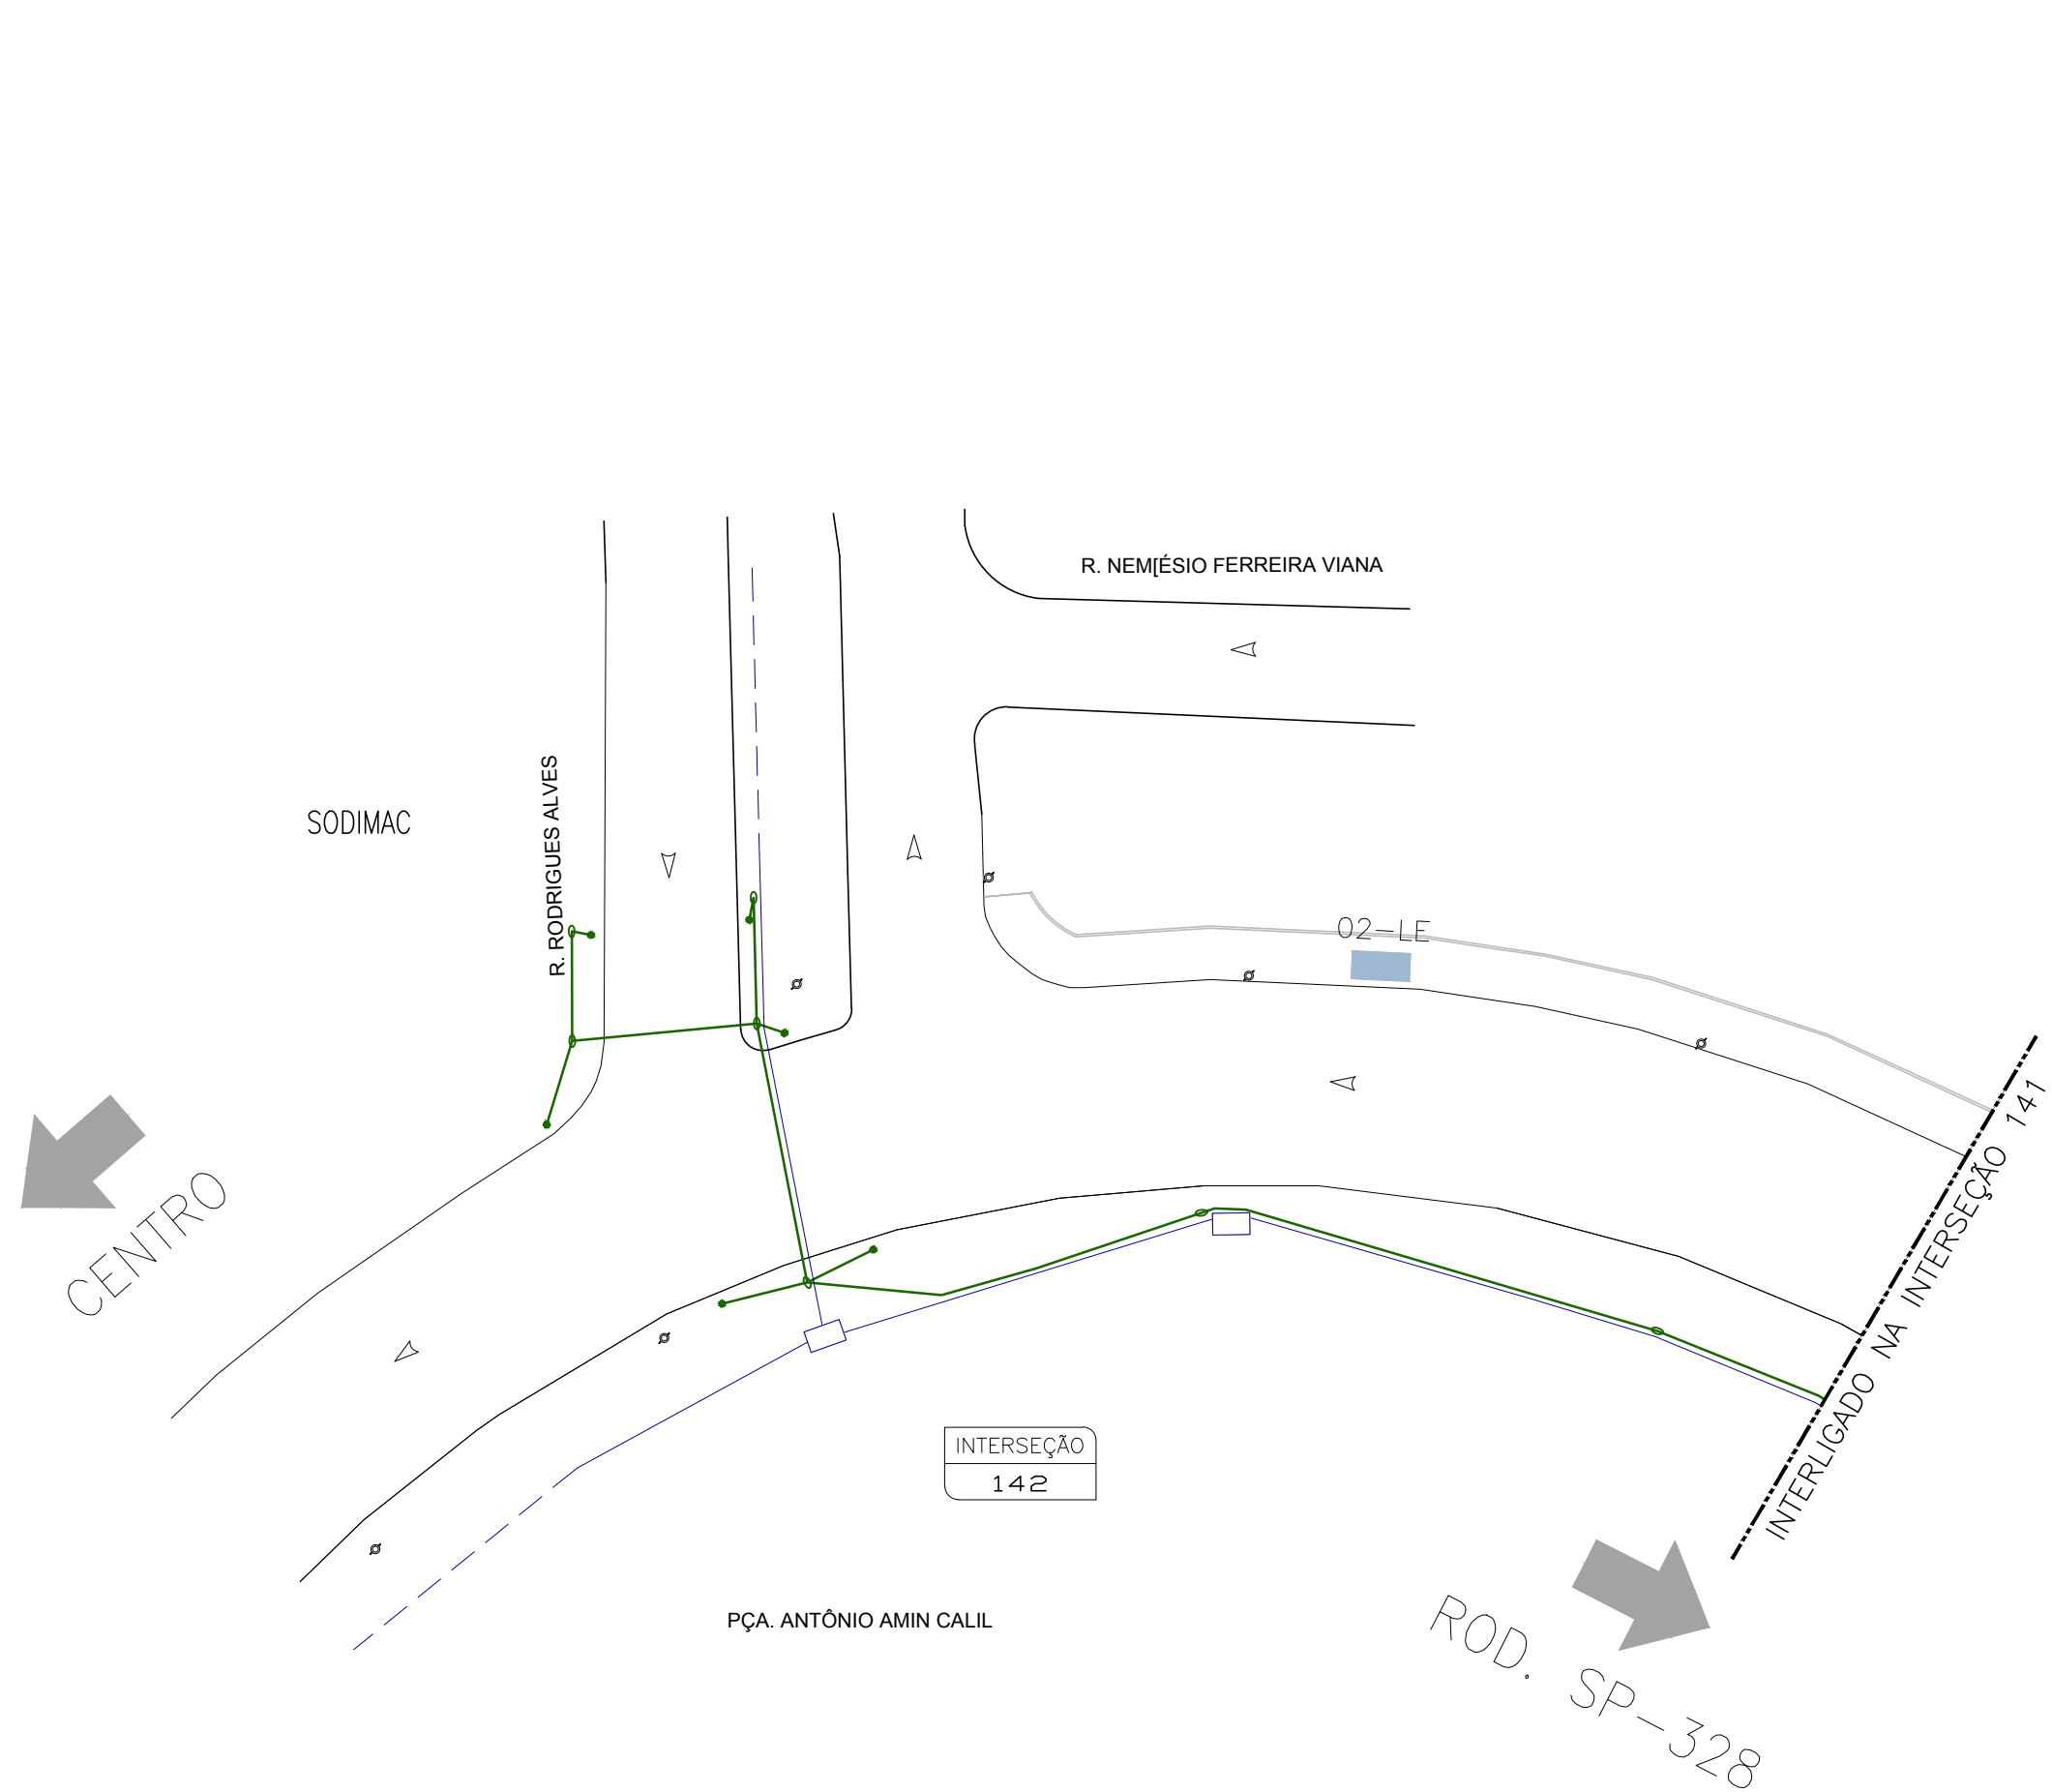 R. NEM[ÉSIO FERREIRA VIANA
R. RODRIGUES ALVES
SODIMAC
02-LE
CENTRO
INTERLIGADO NA INTERSEÇÃO 141
INTERSEÇÃO
142
PÇA. ANTÔNIO AMIN CALIL
ROD. SP-328